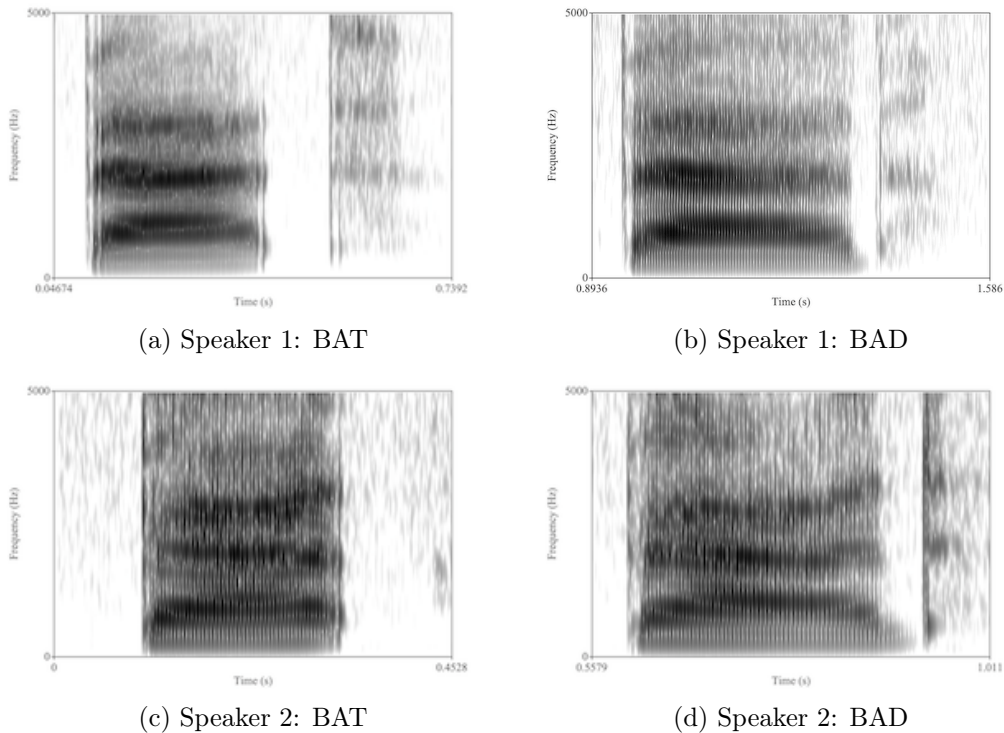 5000
Frequency (Hz)
0
0.04674
0.7392
Time (s)
(a) Speaker 1: BAT
5000
Frequency (Hz)
0
0.8936
1.586
Time (s)
(b) Speaker 1: BAD
5000
Frequency (Hz)
0
0
0.4528
Time (s)
(c) Speaker 2: BAT
5000
Frequency (Hz)
0
0.5579
1.011
Time (s)
(d) Speaker 2: BAD